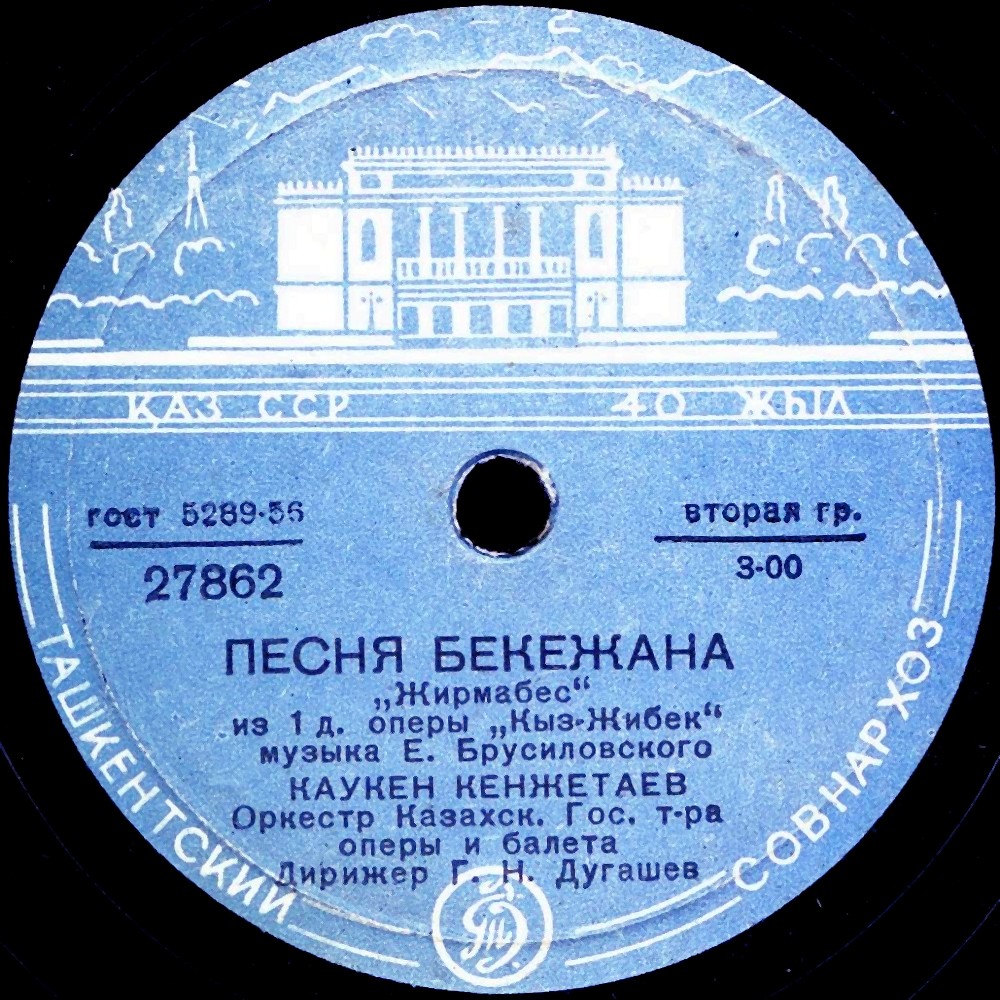 ҚАЗ ССР 40 ЖЫЛ
гост 5289·56
27862
вторая гр.
3-00
ПЕСНЯ БЕКЕЖАНА
„Жирмабес“
из 1 д. оперы „Кыз-Жибек“
музыка Е. Брусиловского
КАУКЕН КЕНЖЕТАЕВ
Оркестр Казахск. Гос. т-ра
оперы и балета
Дирижер Г. Н. Дугашев
ТАШКЕНТСКИЙ СОВНАРХОЗ